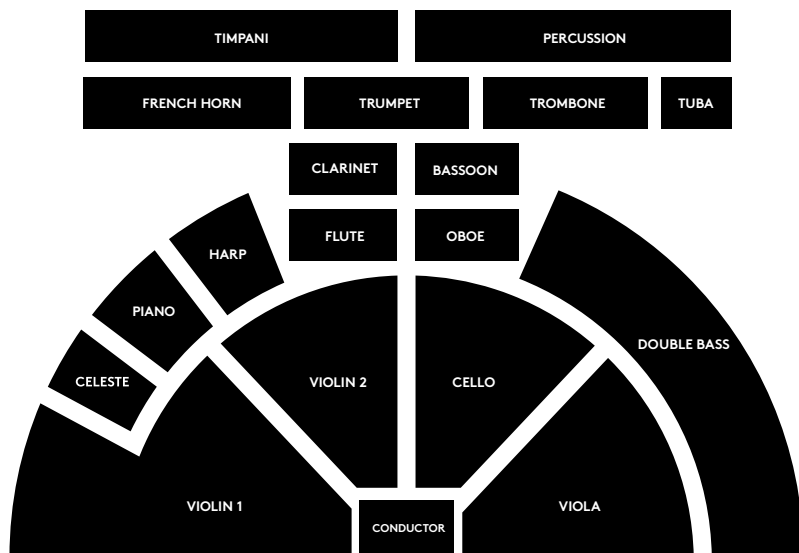 TIMPANI
PERCUSSION
FRENCH HORN
TRUMPET
TROMBONE
TUBA
CLARINET
BASSOON
FLUTE
OBOE
HARP
PIANO
CELESTE
VIOLIN 2
CELLO
DOUBLE BASS
VIOLIN 1
VIOLA
CONDUCTOR